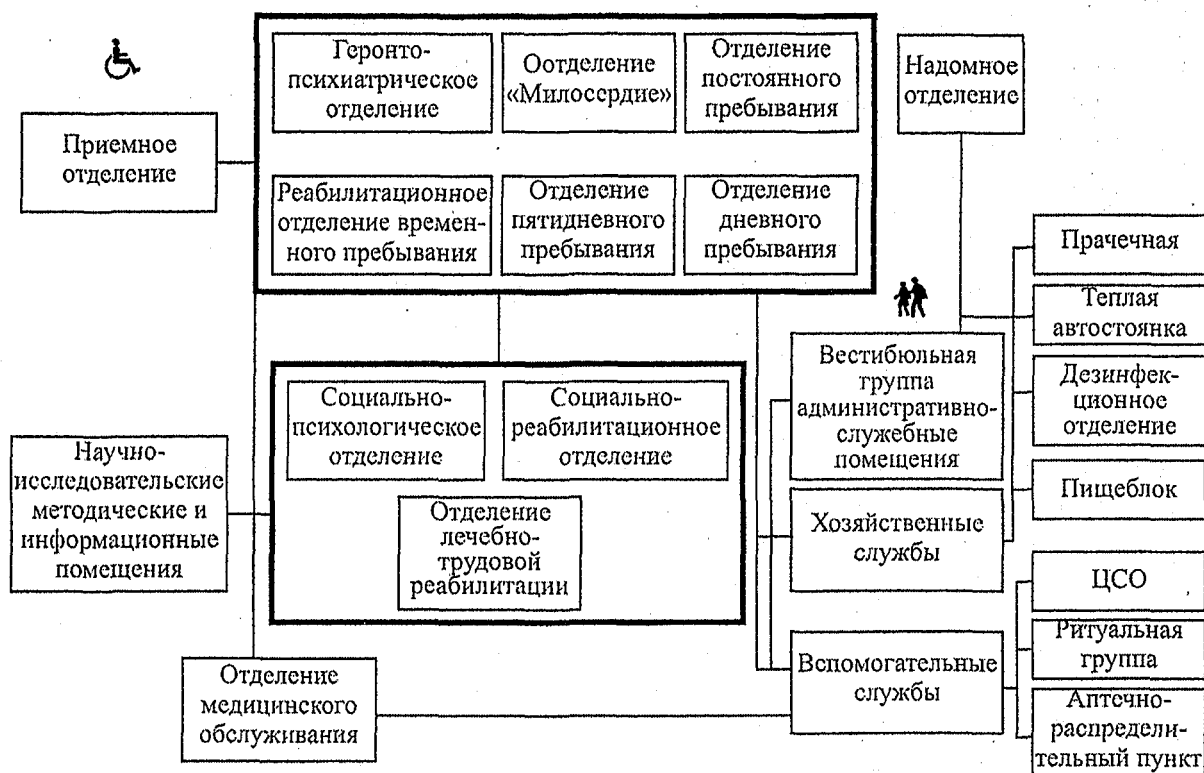 Геронто-
психиатрическое
отделение
Оотделение
«Милосердие»
Отделение
постоянного
пребывания
Надомное
отделение
Приемное
отделение
Реабилитационное
отделение времен-
ного пребывания
Отделение
пятидневного
пребывания
Отделение
дневного
пребывания
Прачечная
Теплая
автостоянка
Вестибюльная
группа
административно-
служебные
помещения
Дезинфек-
ционное
отделение
Социально-
психологическое
отделение
Социально-
реабилитационное
отделение
Научно-
исследовательские
методические и
информационные
помещения
Отделение
лечебно-
трудовой
реабилитации
Хозяйственные
службы
Пищеблок
ЦСО
Ритуальная
группа
Отделение
медицинского
обслуживания
Вспомогательные
службы
Аптечно-
распредели-
тельный пункт